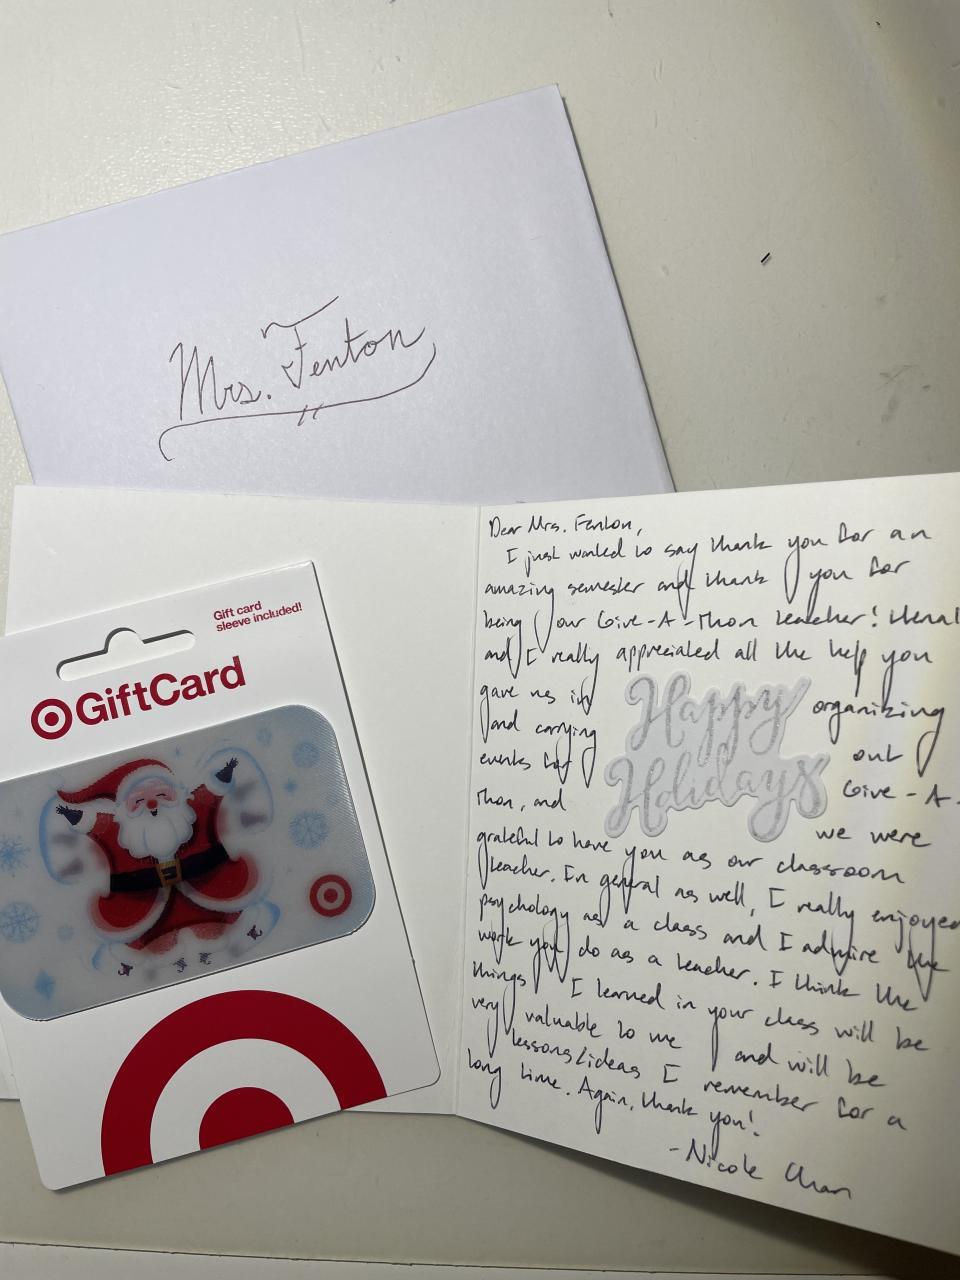 Mrs. Fenton
Gift card
sleeve included!
GiftCard
Dear Mrs. Fenton,
I just wanted to say thank you for an
amazing semester and thank you for
being our Give-A-Thon teacher!
and I really appreciated all the help you
gave us in organizing
and carrying out
events for Give-A-
Thon, and we were
Happy
Holidays
grateful to have you as our classroom
teacher. In general as well, I really enjoyed
psychology as a class and I admire the
work you do as a teacher. I think the
things I learned in your class will be
very valuable to me and will be
lessons/ideas I remember for a
long time. Again, thank you!
-Nicole Chan